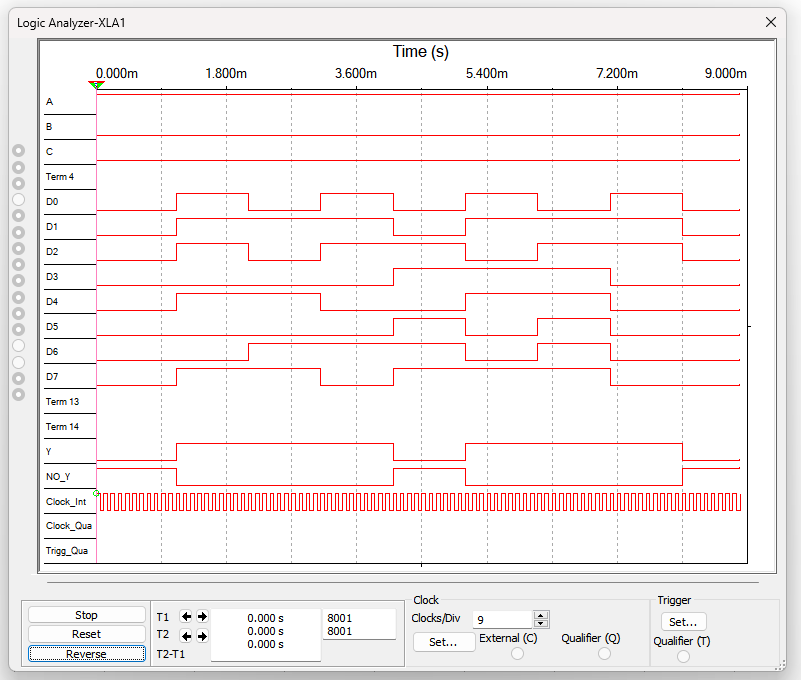 Logic Analyzer-XLA1
Time (s)
0.000m 1.800m 3.600m 5.400m 7.200m 9.000m
A
B
C
Term 4
D0
D1
D2
D3
D4
D5
D6
D7
Term 13
Term 14
Y
NO_Y
Clock_Int
Clock_Qua
Trigg_Qua
Stop
Reset
Reverse
T1
T2
T2-T1
0.000 s
0.000 s
0.000 s
8001
8001
Clock
Clocks/Div 9
Set...
External (C)
Qualifier (Q)
Trigger
Set...
Qualifier (T)